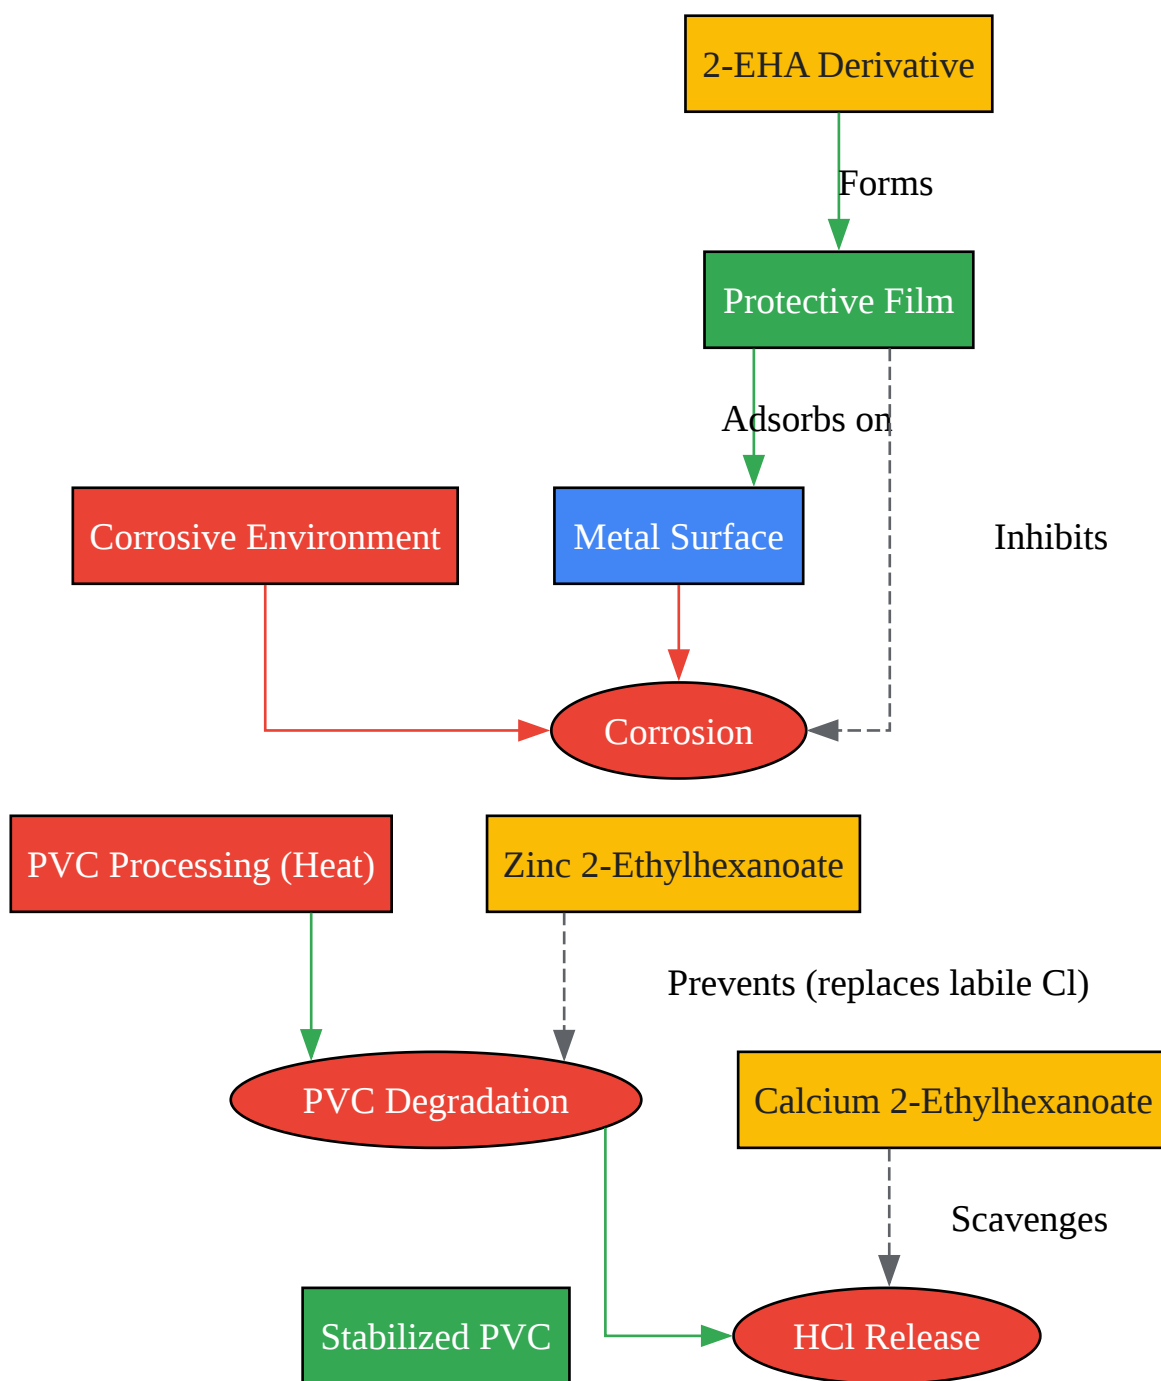 2-EHA Derivative
Forms
Protective Film
Adsorbs on
Corrosive Environment
Metal Surface
Inhibits
Corrosion
PVC Processing (Heat)
Zinc 2-Ethylhexanoate
Prevents (replaces labile Cl)
PVC Degradation
Calcium 2-Ethylhexanoate
Scavenges
Stabilized PVC
HCl Release